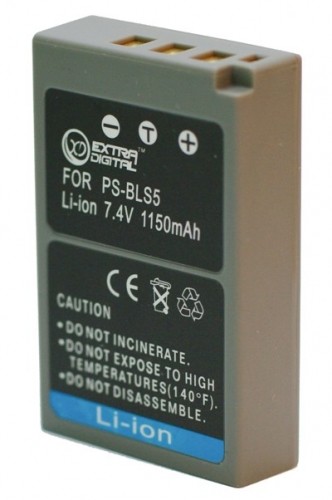 - T +
EXTRA
DIGITAL
FOR PS-BLS5
Li-ion 7.4V 1150mAh
CAUTION
CE
.DO NOT INCINERATE.
.DO NOT EXPOSE TO HIGH
TEMPERATURES(140°F).
.DO NOT DISASSEMBLE.
Li-ion